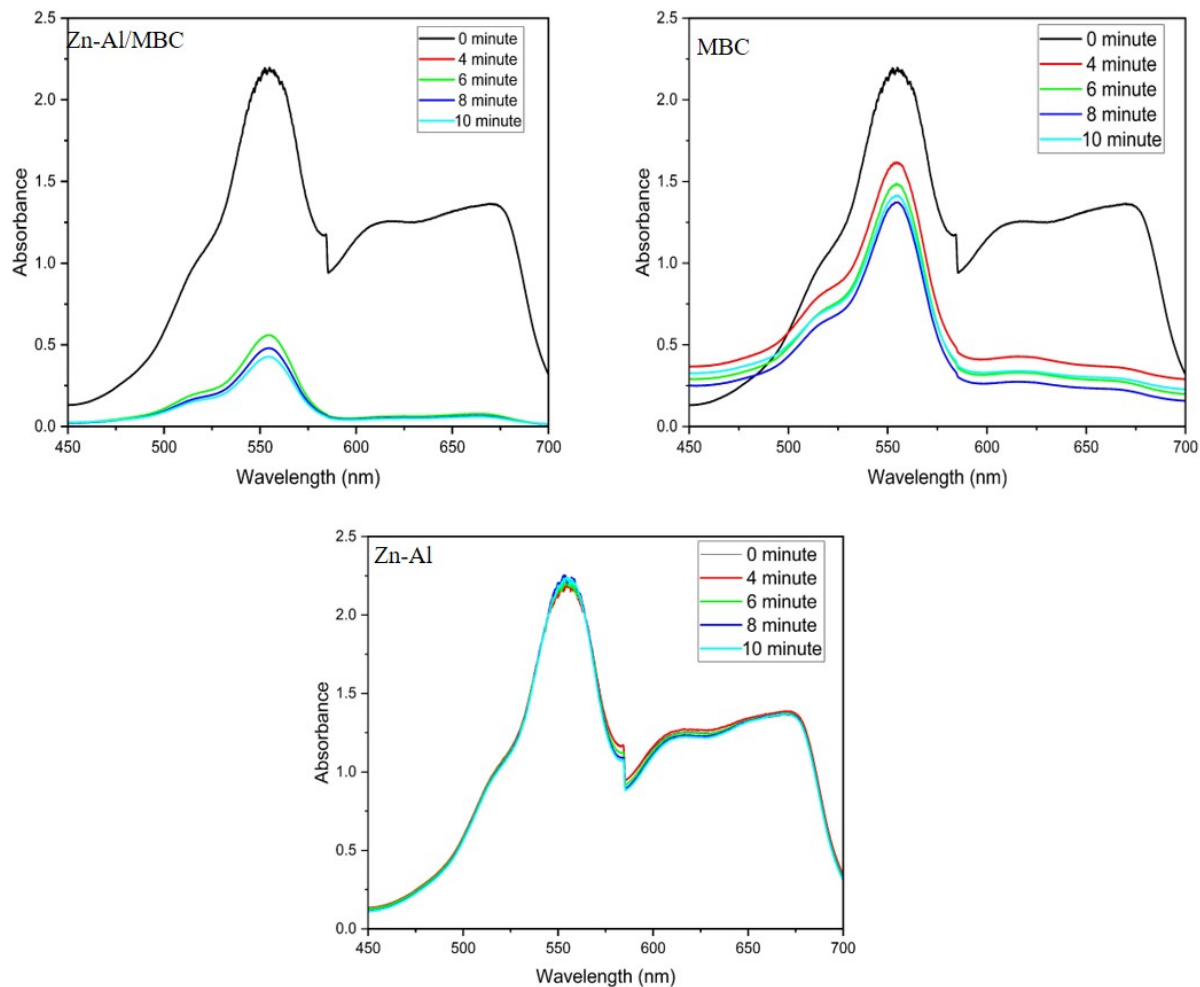 Zn-Al/MBC
0 minute
4 minute
6 minute
8 minute
10 minute
Absorbance
2.5
2.0
1.5
1.0
0.5
0.0
450 500 550 600 650 700
Wavelength (nm)
MBC
0 minute
4 minute
6 minute
8 minute
10 minute
Absorbance
2.5
2.0
1.5
1.0
0.5
0.0
450 500 550 600 650 700
Wavelength (nm)
Zn-Al
0 minute
4 minute
6 minute
8 minute
10 minute
Absorbance
2.5
2.0
1.5
1.0
0.5
0.0
450 500 550 600 650 700
Wavelength (nm)